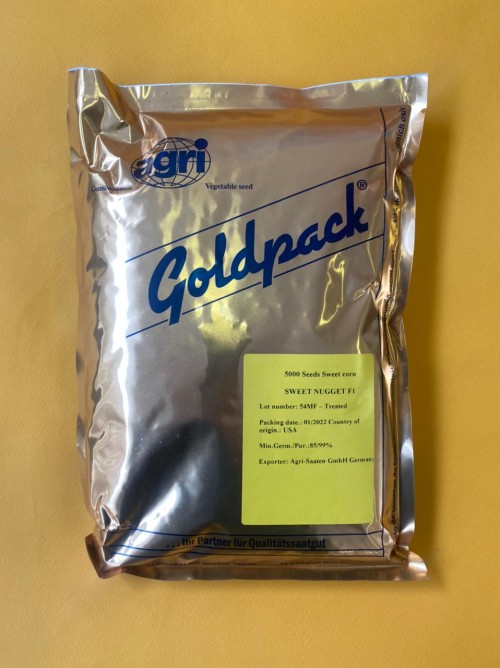 agri
Vegetable seed
Goldpack®
5000 Seeds Sweet corn
SWEET NUGGET F1
Lot number: 54MF – Treated
Packing date.: 01/2022 Country of
origin.: USA
Min.Germ./Pur.:85/99%
Exporter: Agri-Saaten GmbH Germany
...Ihr Partner für Qualitätssaatgut